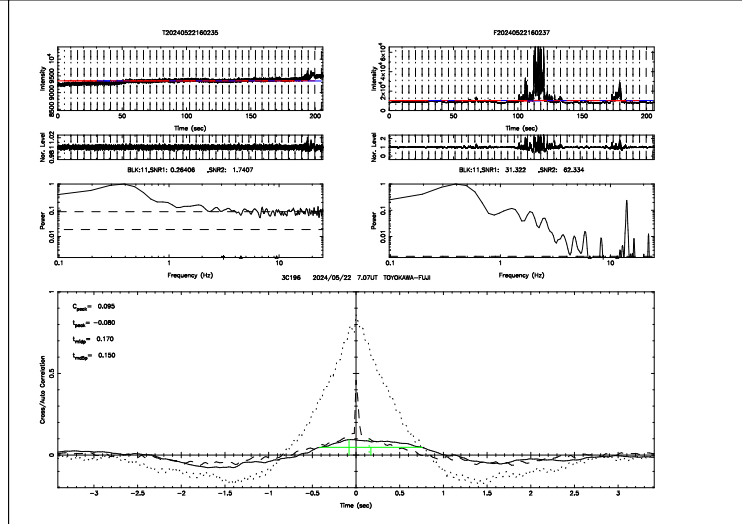 T20240522160235
F20240522160237
Intensity
8600 9000 9500 10⁴
0 50 100 150 200
Time (sec)
Intensity
0 2×10⁴ 4×10⁴ 6×10⁴
0 50 100 150 200
Time (sec)
Nor. Level
0.98 1 1.02
Nor. Level
0 1 2
BLK:11,SNR1: 0.26406 ,SNR2: 1.7407
BLK:11,SNR1: 31.322 ,SNR2: 62.334
Power
1
0.1
0.01
0.1 1 10
Frequency (Hz)
Power
1
0.1
0.01
0.1 1 10
Frequency (Hz)
3C196 2024/05/22 7.07UT TOYOKAWA-FUJI
Cross/Auto Correlation
1
0
C_peak= 0.095
t_peak= -0.080
t_midp= 0.170
−3 −2.5 −2 −1.5 −1 −0.5 0 0.5 1 1.5 2 2.5 3
Time (sec)